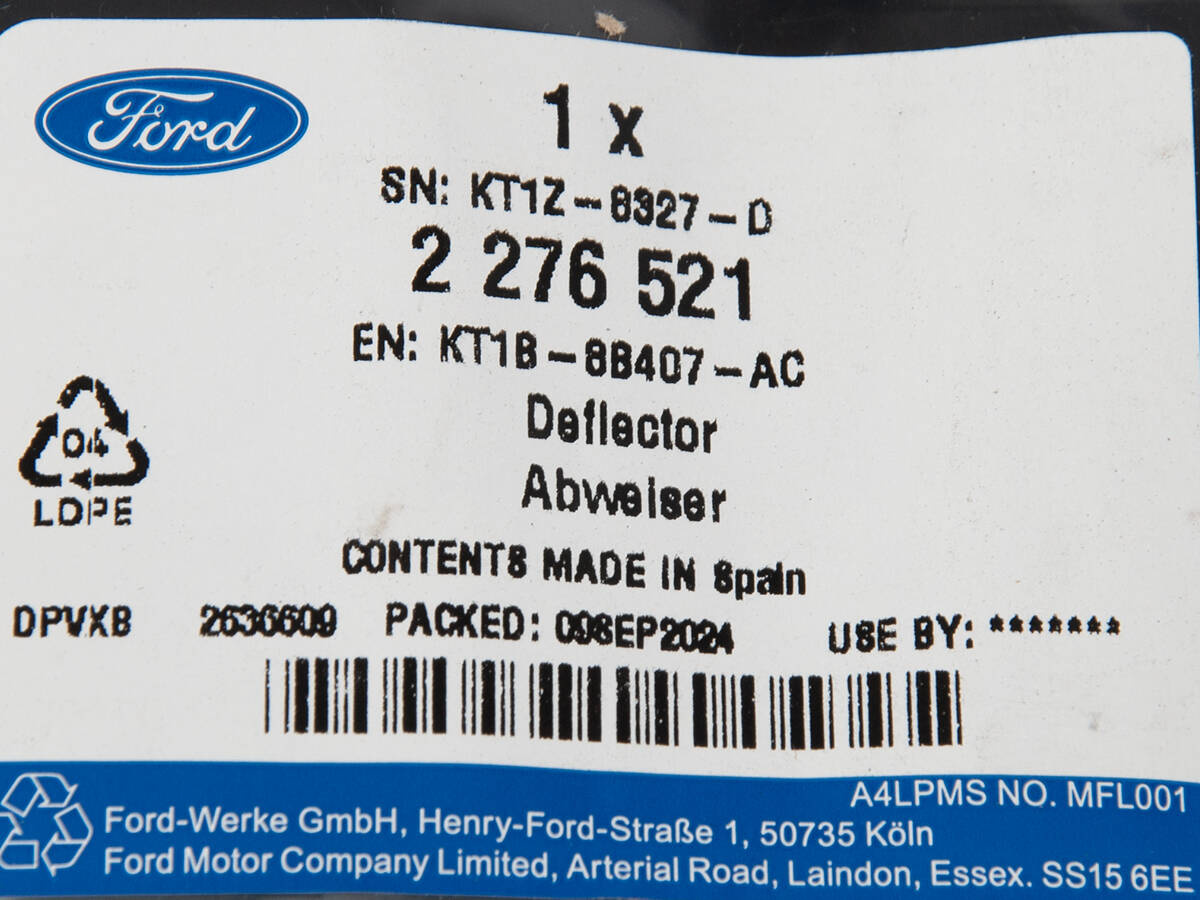 Ford
1 x
SN: KT1Z-8327-D
2 276 521
EN: KT1B-8B407-AC
Deflector
Abweiser
04
LDPE
CONTENTS MADE IN Spain
DPVXB 2636609 PACKED: 09SEP2024 USE BY: *******
A4LPMS NO. MFL001
Ford-Werke GmbH, Henry-Ford-Straße 1, 50735 Köln
Ford Motor Company Limited, Arterial Road, Laindon, Essex. SS15 6EE